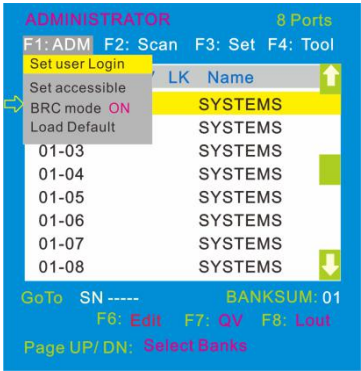 ADMINISTRATOR 8 Ports
F1: ADM F2: Scan F3: Set F4: Tool
Set user Login
LK Name
Set accessible
BRC mode ON SYSTEMS
Load Default SYSTEMS
01-03 SYSTEMS
01-04 SYSTEMS
01-05 SYSTEMS
01-06 SYSTEMS
01-07 SYSTEMS
01-08 SYSTEMS
GoTo SN ----- BANKSUM: 01
F6: Edit F7: QV F8: Lout
Page UP/ DN: Select Banks